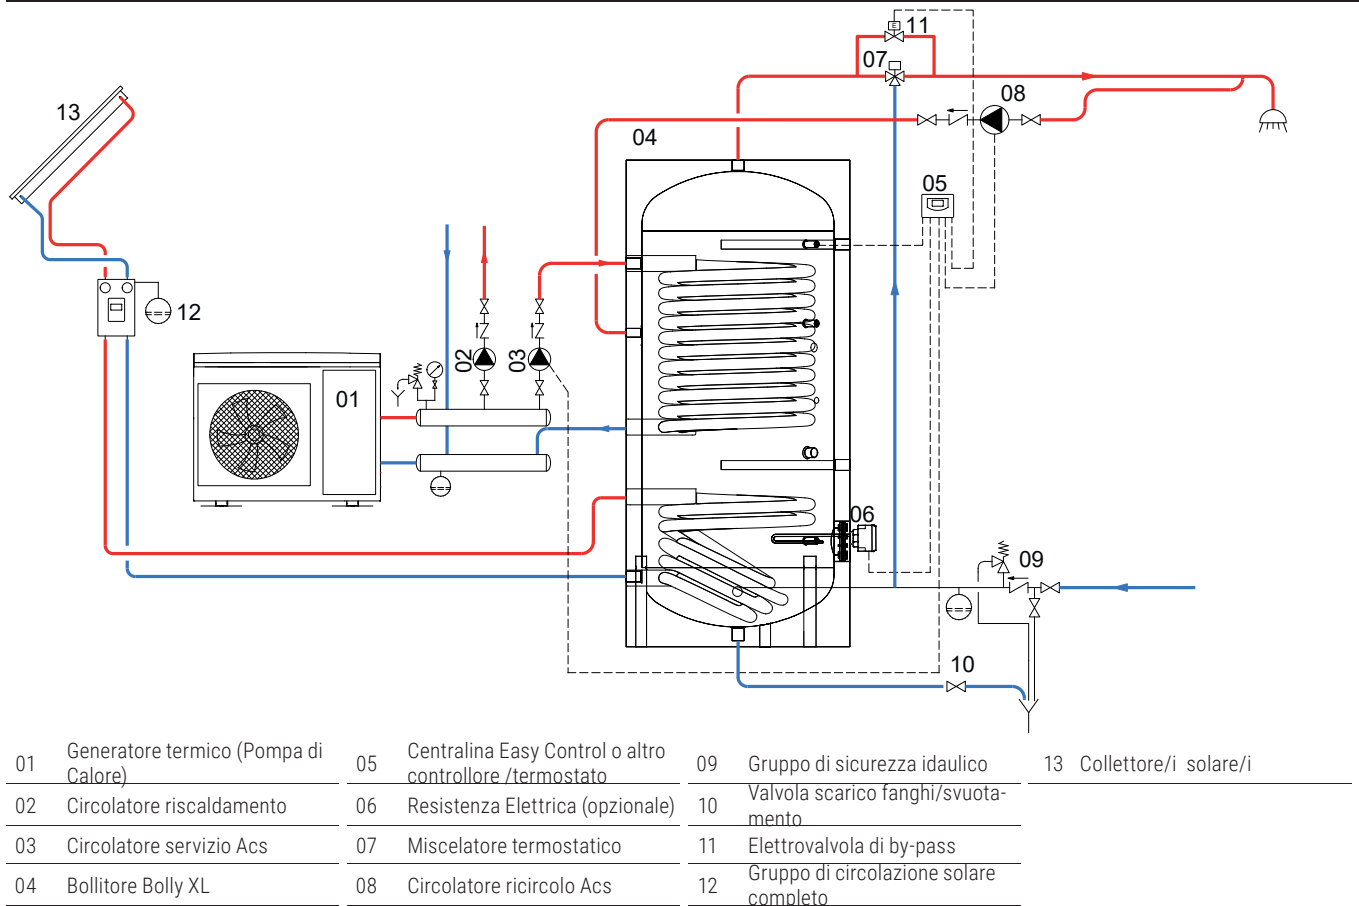 11
07
13
08
04
05
12
02
03
01
06
09
10
E
01 Generatore termico (Pompa di
Calore)
02 Circolatore riscaldamento
03 Circolatore servizio Acs
04 Bollitore Bolly XL
05 Centralina Easy Control o altro
controllore /termostato
06 Resistenza Elettrica (opzionale)
07 Miscelatore termostatico
08 Circolatore ricircolo Acs
09 Gruppo di sicurezza idaulico
10 Valvola scarico fanghi/svuota-
mento
11 Elettrovalvola di by-pass
12 Gruppo di circolazione solare
completo
13 Collettore/i solare/i